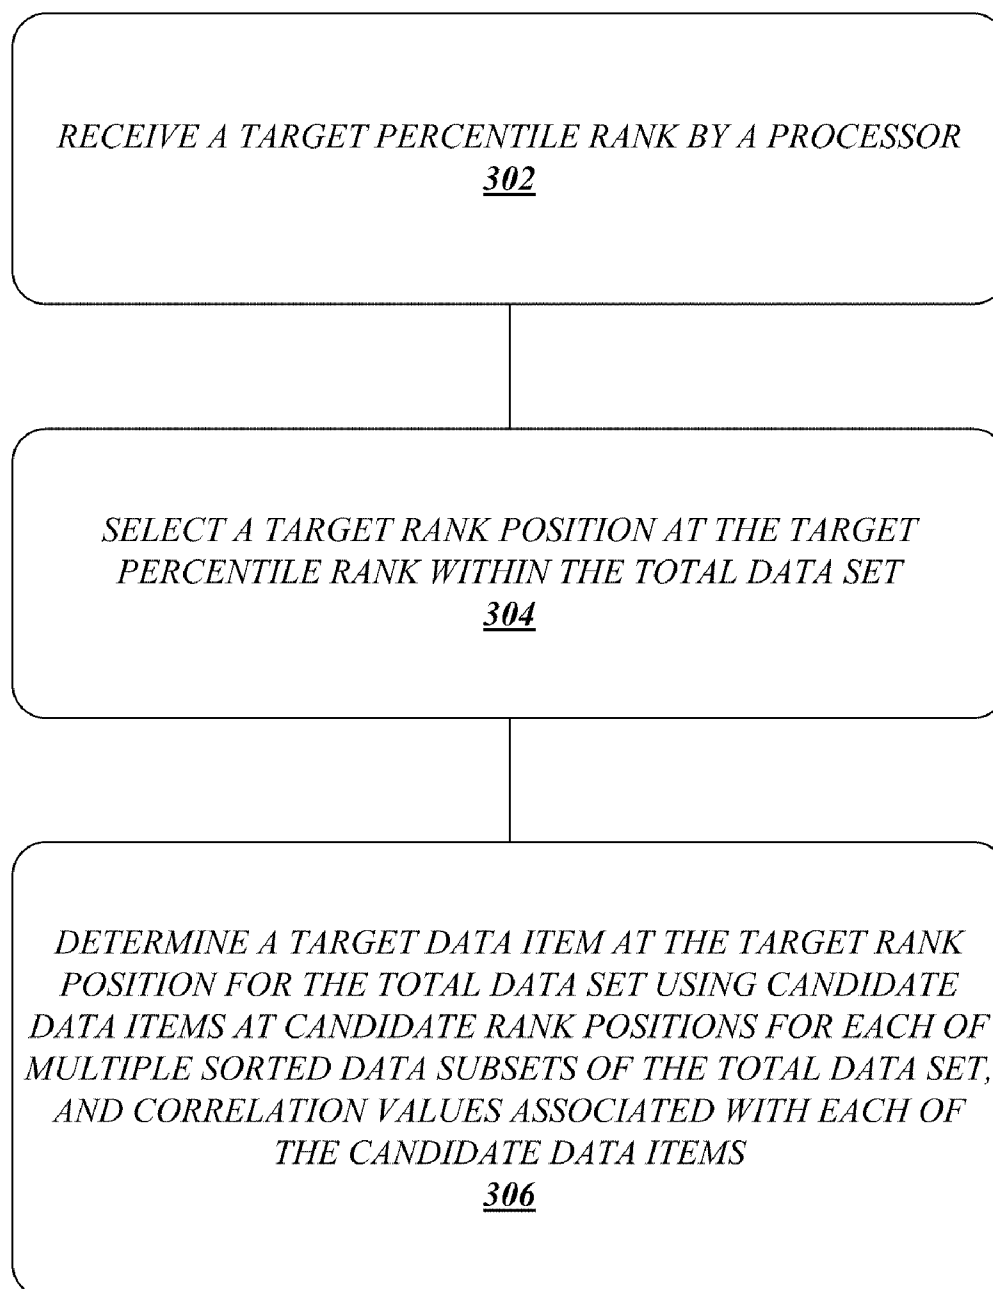 RECEIVE A TARGET PERCENTILE RANK BY A PROCESSOR
302
SELECT A TARGET RANK POSITION AT THE TARGET
PERCENTILE RANK WITHIN THE TOTAL DATA SET
304
DETERMINE A TARGET DATA ITEM AT THE TARGET RANK
POSITION FOR THE TOTAL DATA SET USING CANDIDATE
DATA ITEMS AT CANDIDATE RANK POSITIONS FOR EACH OF
MULTIPLE SORTED DATA SUBSETS OF THE TOTAL DATA SET,
AND CORRELATION VALUES ASSOCIATED WITH EACH OF
THE CANDIDATE DATA ITEMS
306